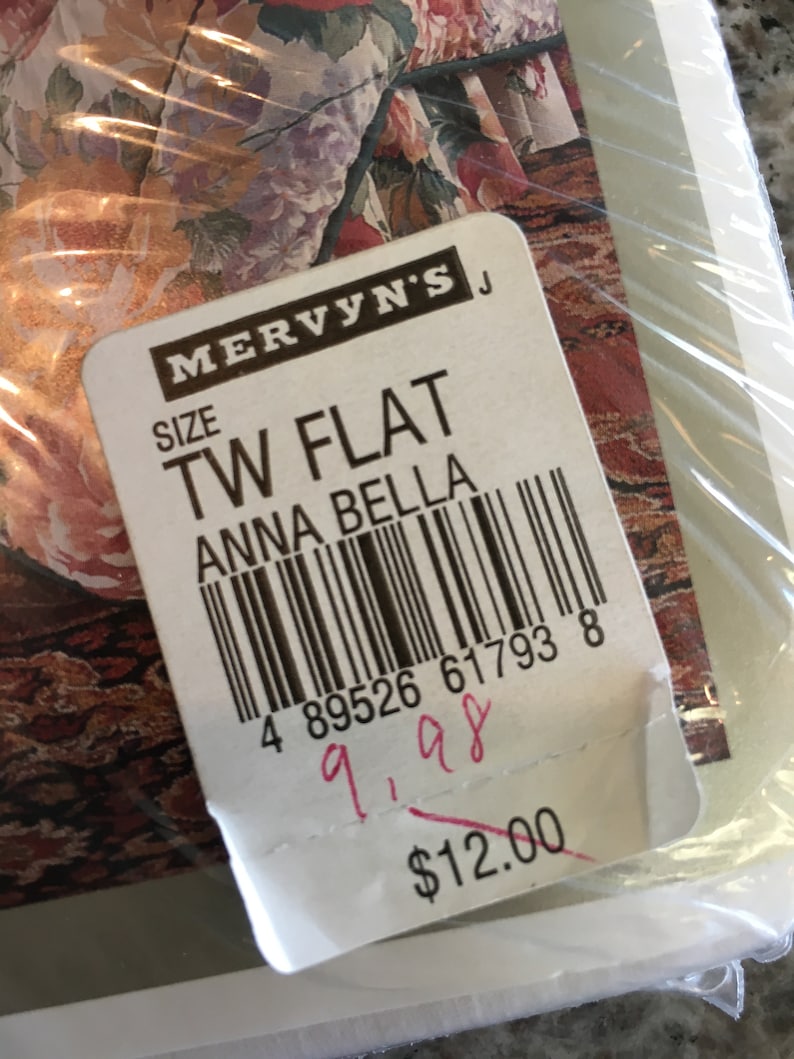 MERVYN'S J
SIZE
TW FLAT
ANNA BELLA
4 89526 61793 8
9.98
$12.00